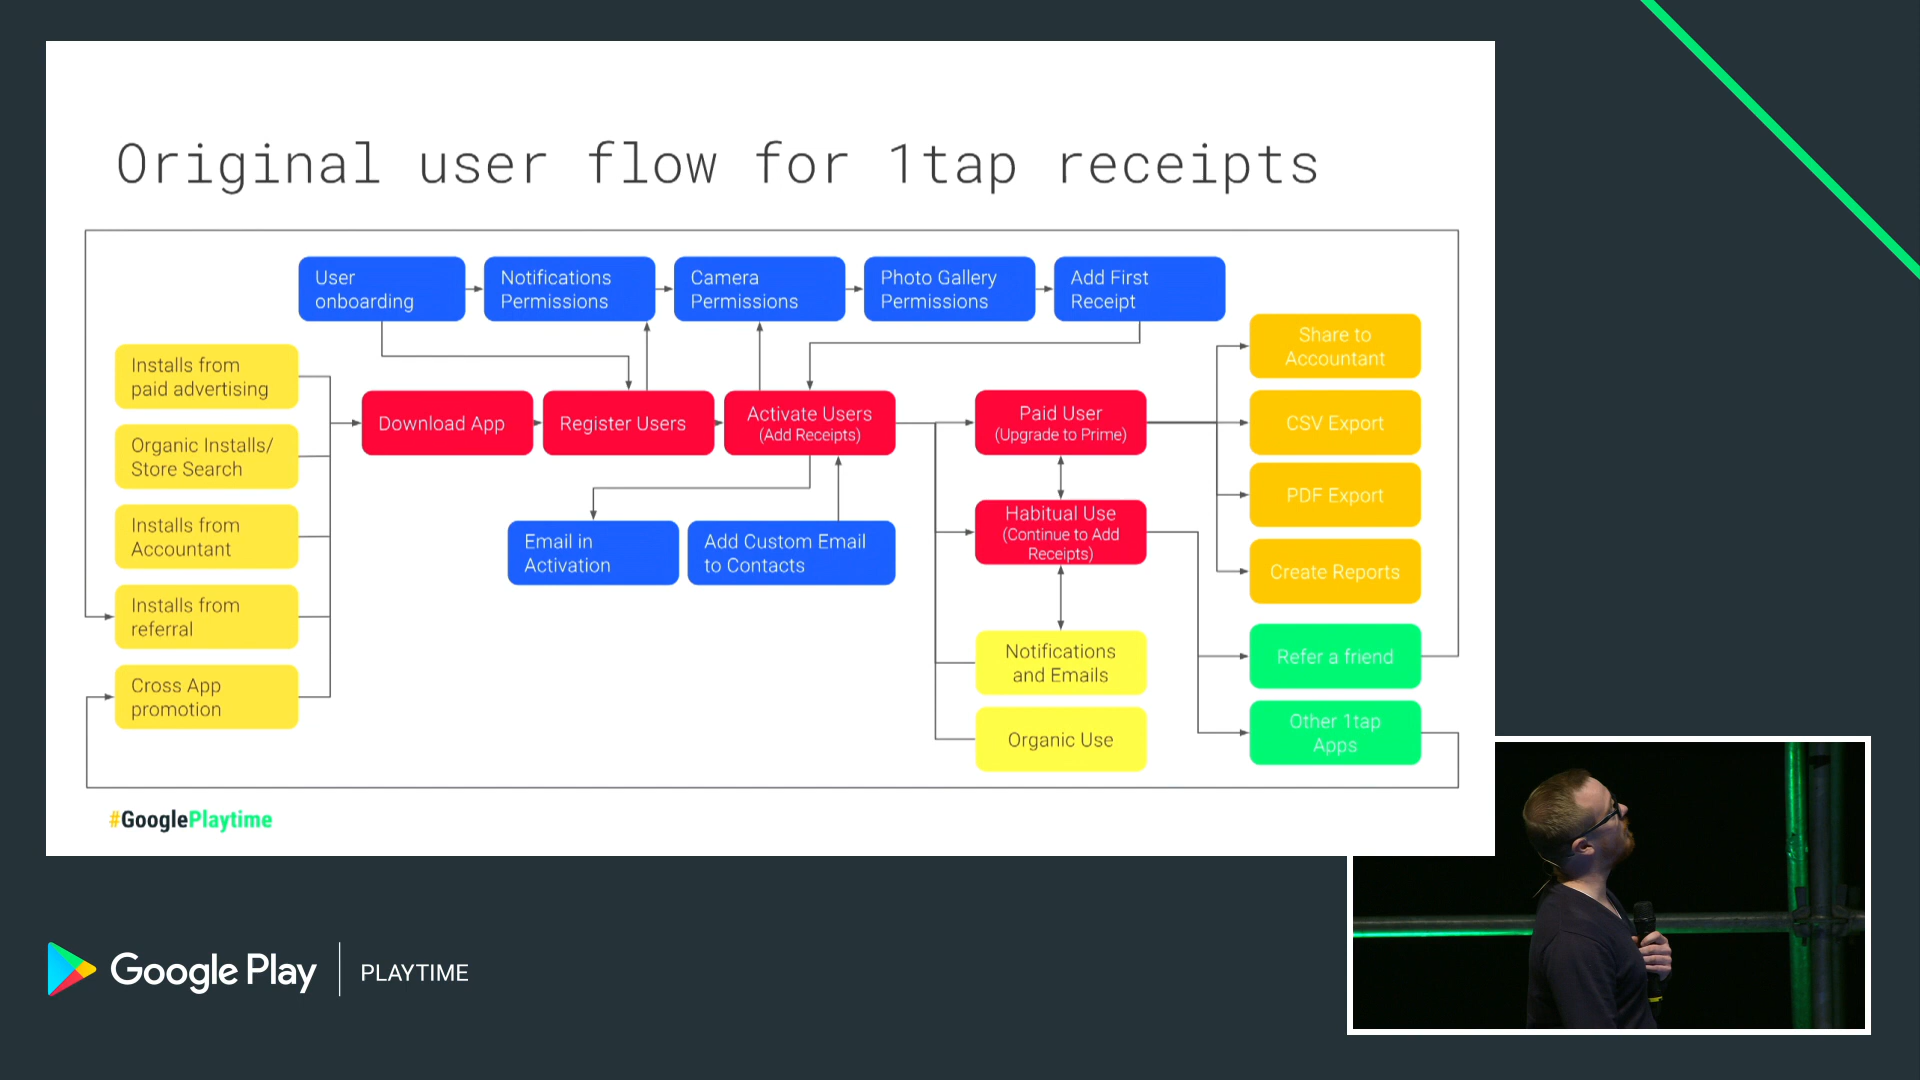 Original user flow for 1tap receipts
User
onboarding
Notifications
Permissions
Camera
Permissions
Photo Gallery
Permissions
Add First
Receipt
Installs from
paid advertising
Organic Installs/
Store Search
Installs from
Accountant
Installs from
referral
Cross App
promotion
Download App
Register Users
Activate Users
(Add Receipts)
Email in
Activation
Add Custom Email
to Contacts
Paid User
(Upgrade to Prime)
Habitual Use
(Continue to Add
Receipts)
Notifications
and Emails
Organic Use
Share to
Accountant
CSV Export
PDF Export
Create Reports
Refer a friend
Other 1tap
Apps
#GooglePlaytime
Google Play
PLAYTIME